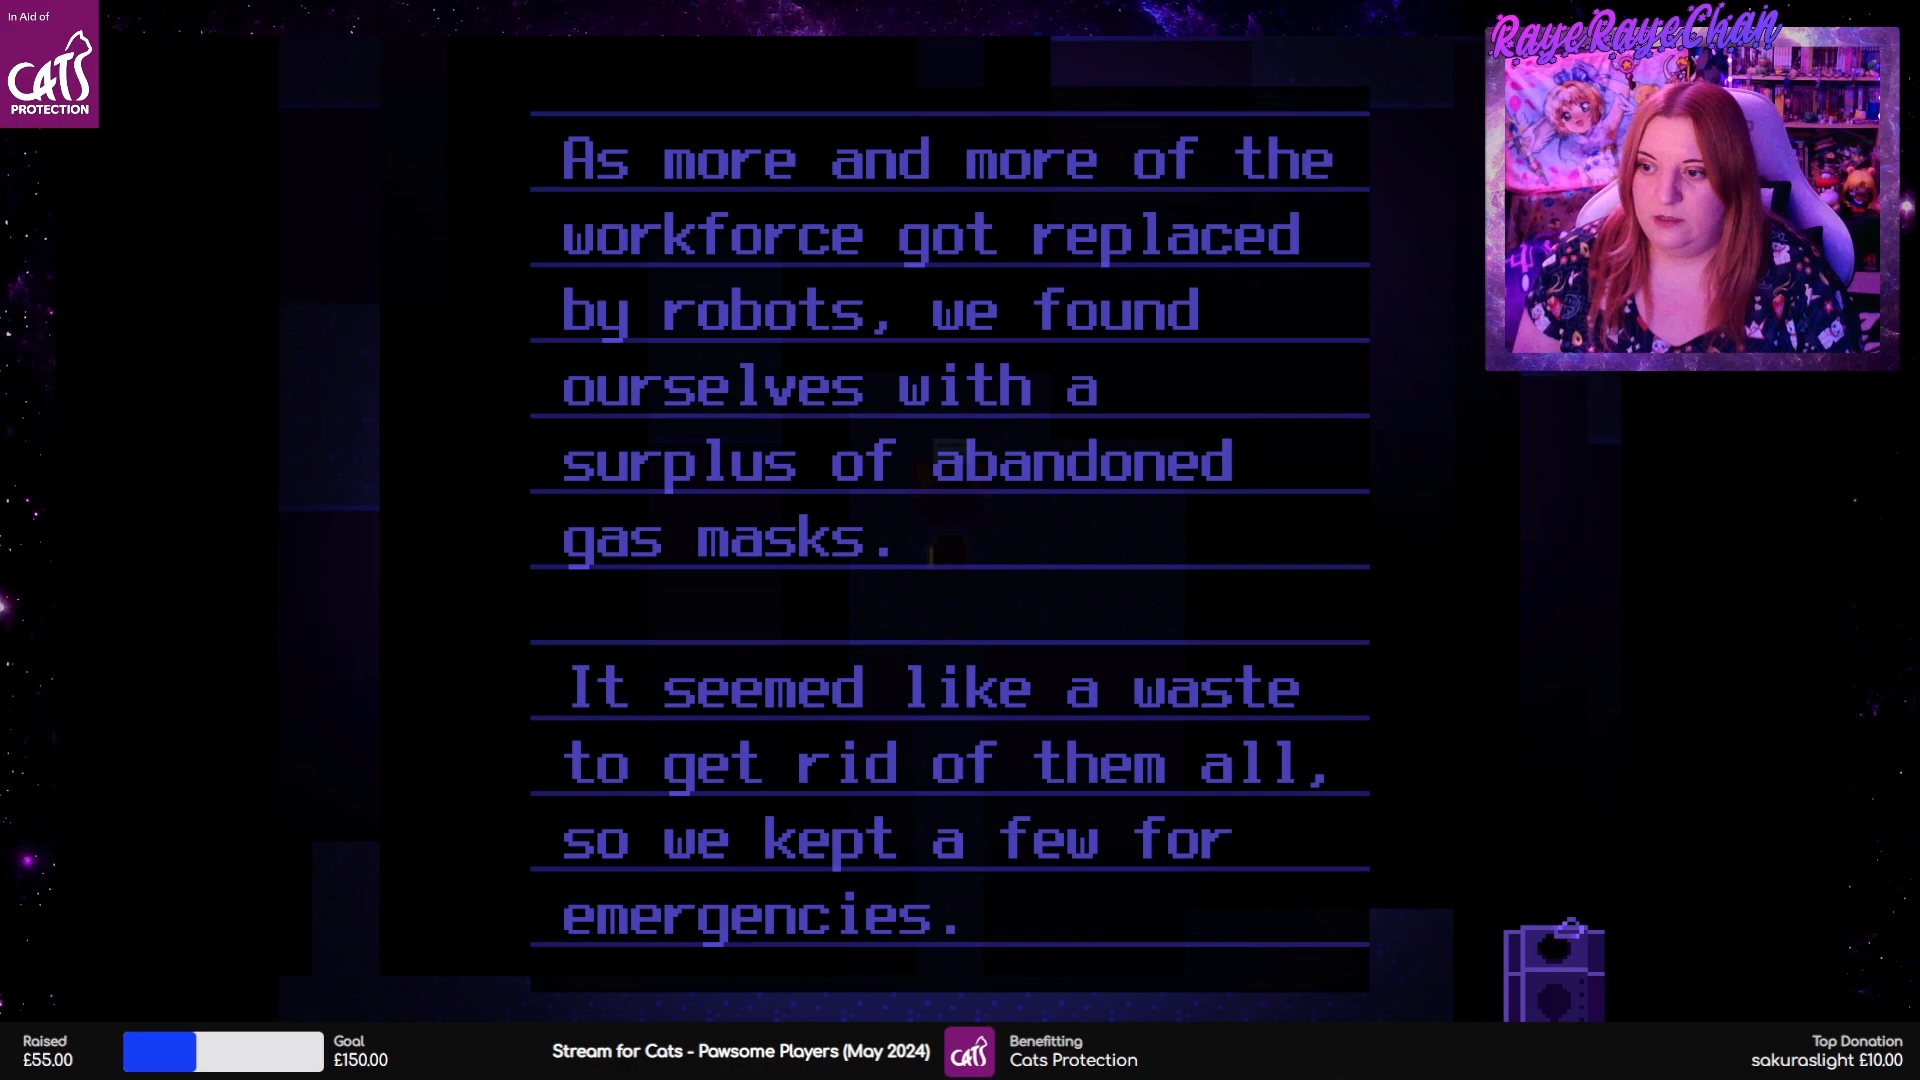 In Aid of
CATS
PROTECTION
RayeRayeChan
As more and more of the
workforce got replaced
by robots, we found
ourselves with a
surplus of abandoned
gas masks.
It seemed like a waste
to get rid of them all,
so we kept a few for
emergencies.
Raised
£55.00
Goal
£150.00
Stream for Cats - Pawsome Players (May 2024)
CATS
Benefitting
Cats Protection
Top Donation
sakuraslight £10.00